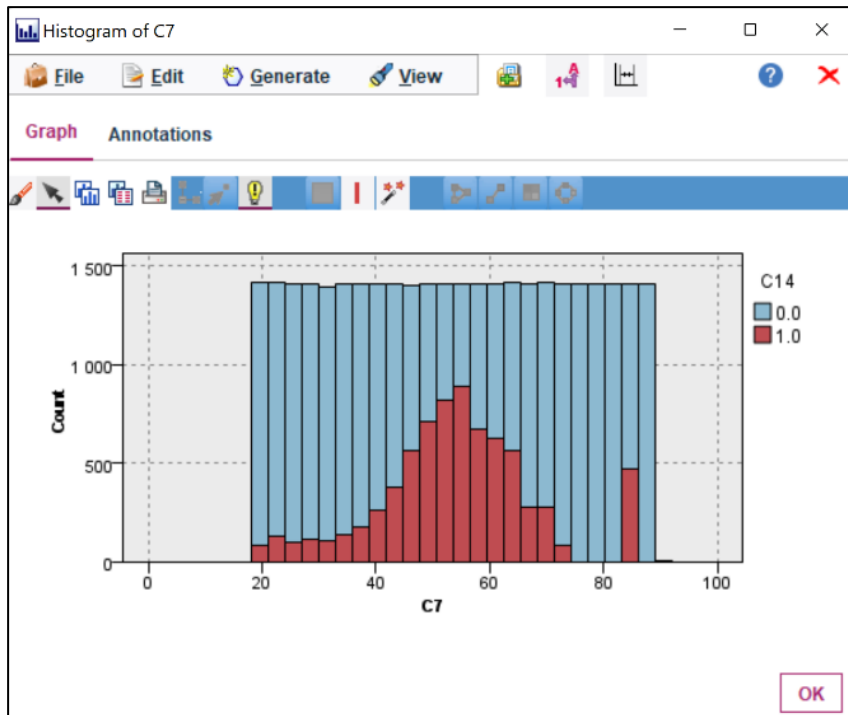 Histogram of C7
File Edit Generate View
Graph Annotations
1 500
1 000
500
0
Count
0 20 40 60 80 100
C7
C14
0.0
1.0
OK